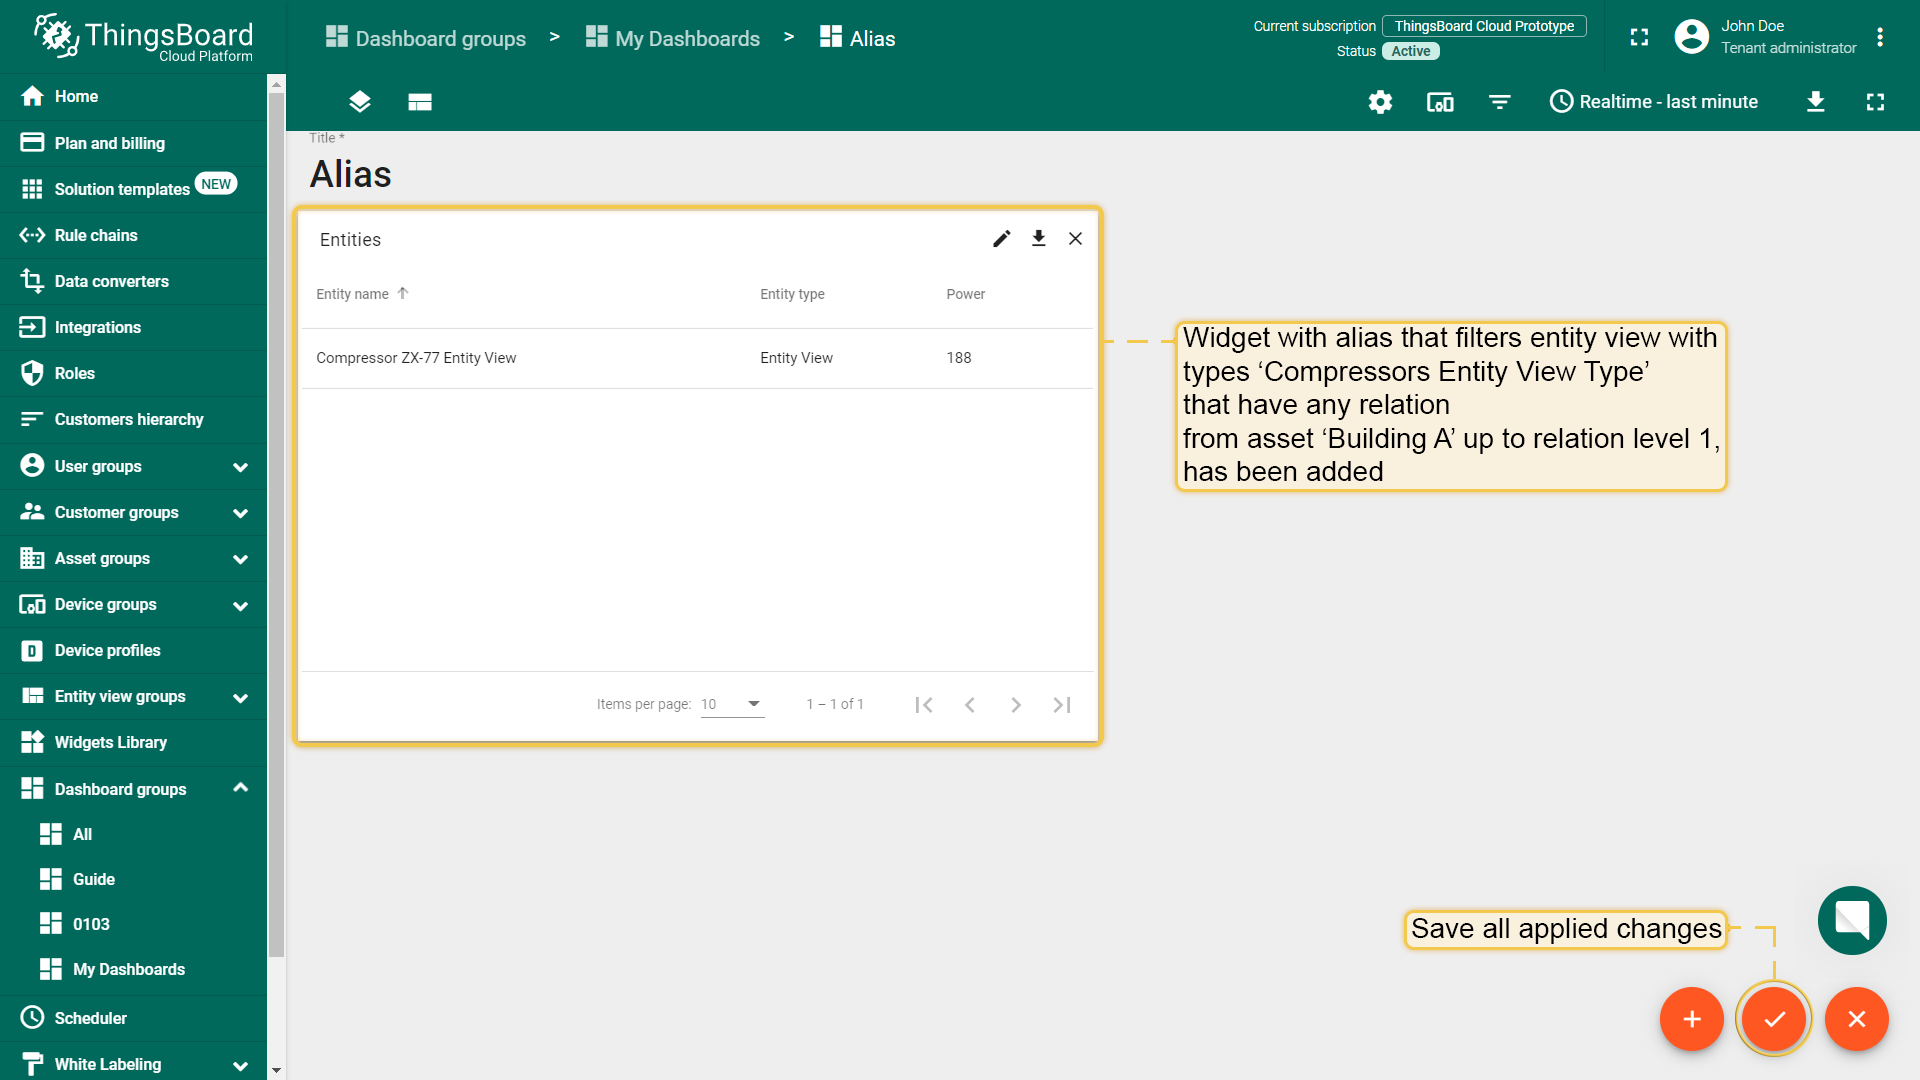 ThingsBoard
Cloud Platform
Dashboard groups > My Dashboards > Alias
Current subscription ThingsBoard Cloud Prototype
Status Active
John Doe
Tenant administrator
Realtime - last minute
Home
Plan and billing
Solution templates NEW
Rule chains
Data converters
Integrations
Roles
Customers hierarchy
User groups
Customer groups
Asset groups
Device groups
D Device profiles
Entity view groups
Widgets Library
Dashboard groups
All
Guide
0103
My Dashboards
Scheduler
White Labeling
Title *
Alias
Entities
Entity name Entity type Power
Compressor ZX-77 Entity View Entity View 188
Items per page: 10 1 – 1 of 1
Widget with alias that filters entity view with
types ‘Compressors Entity View Type’
that have any relation
from asset ‘Building A’ up to relation level 1,
has been added
Save all applied changes